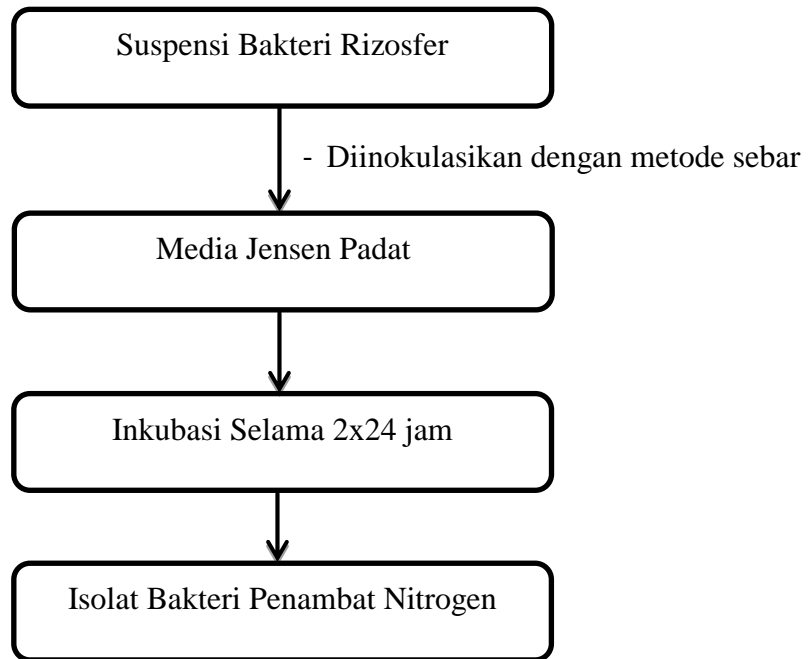 Suspensi Bakteri Rizosfer
- Diinokulasikan dengan metode sebar
Media Jensen Padat
Inkubasi Selama 2x24 jam
Isolat Bakteri Penambat Nitrogen